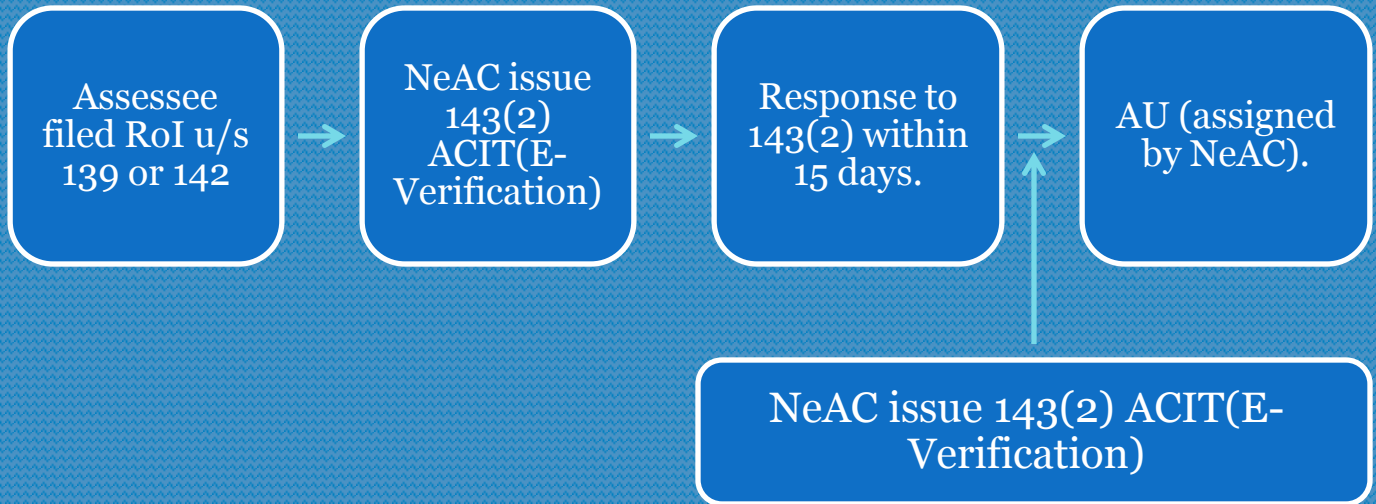 Assessee
filed RoI u/s
139 or 142
NeAC issue
143(2)
ACIT(E-
Verification)
Response to
143(2) within
15 days.
AU (assigned
by NeAC).
NeAC issue 143(2) ACIT(E-
Verification)